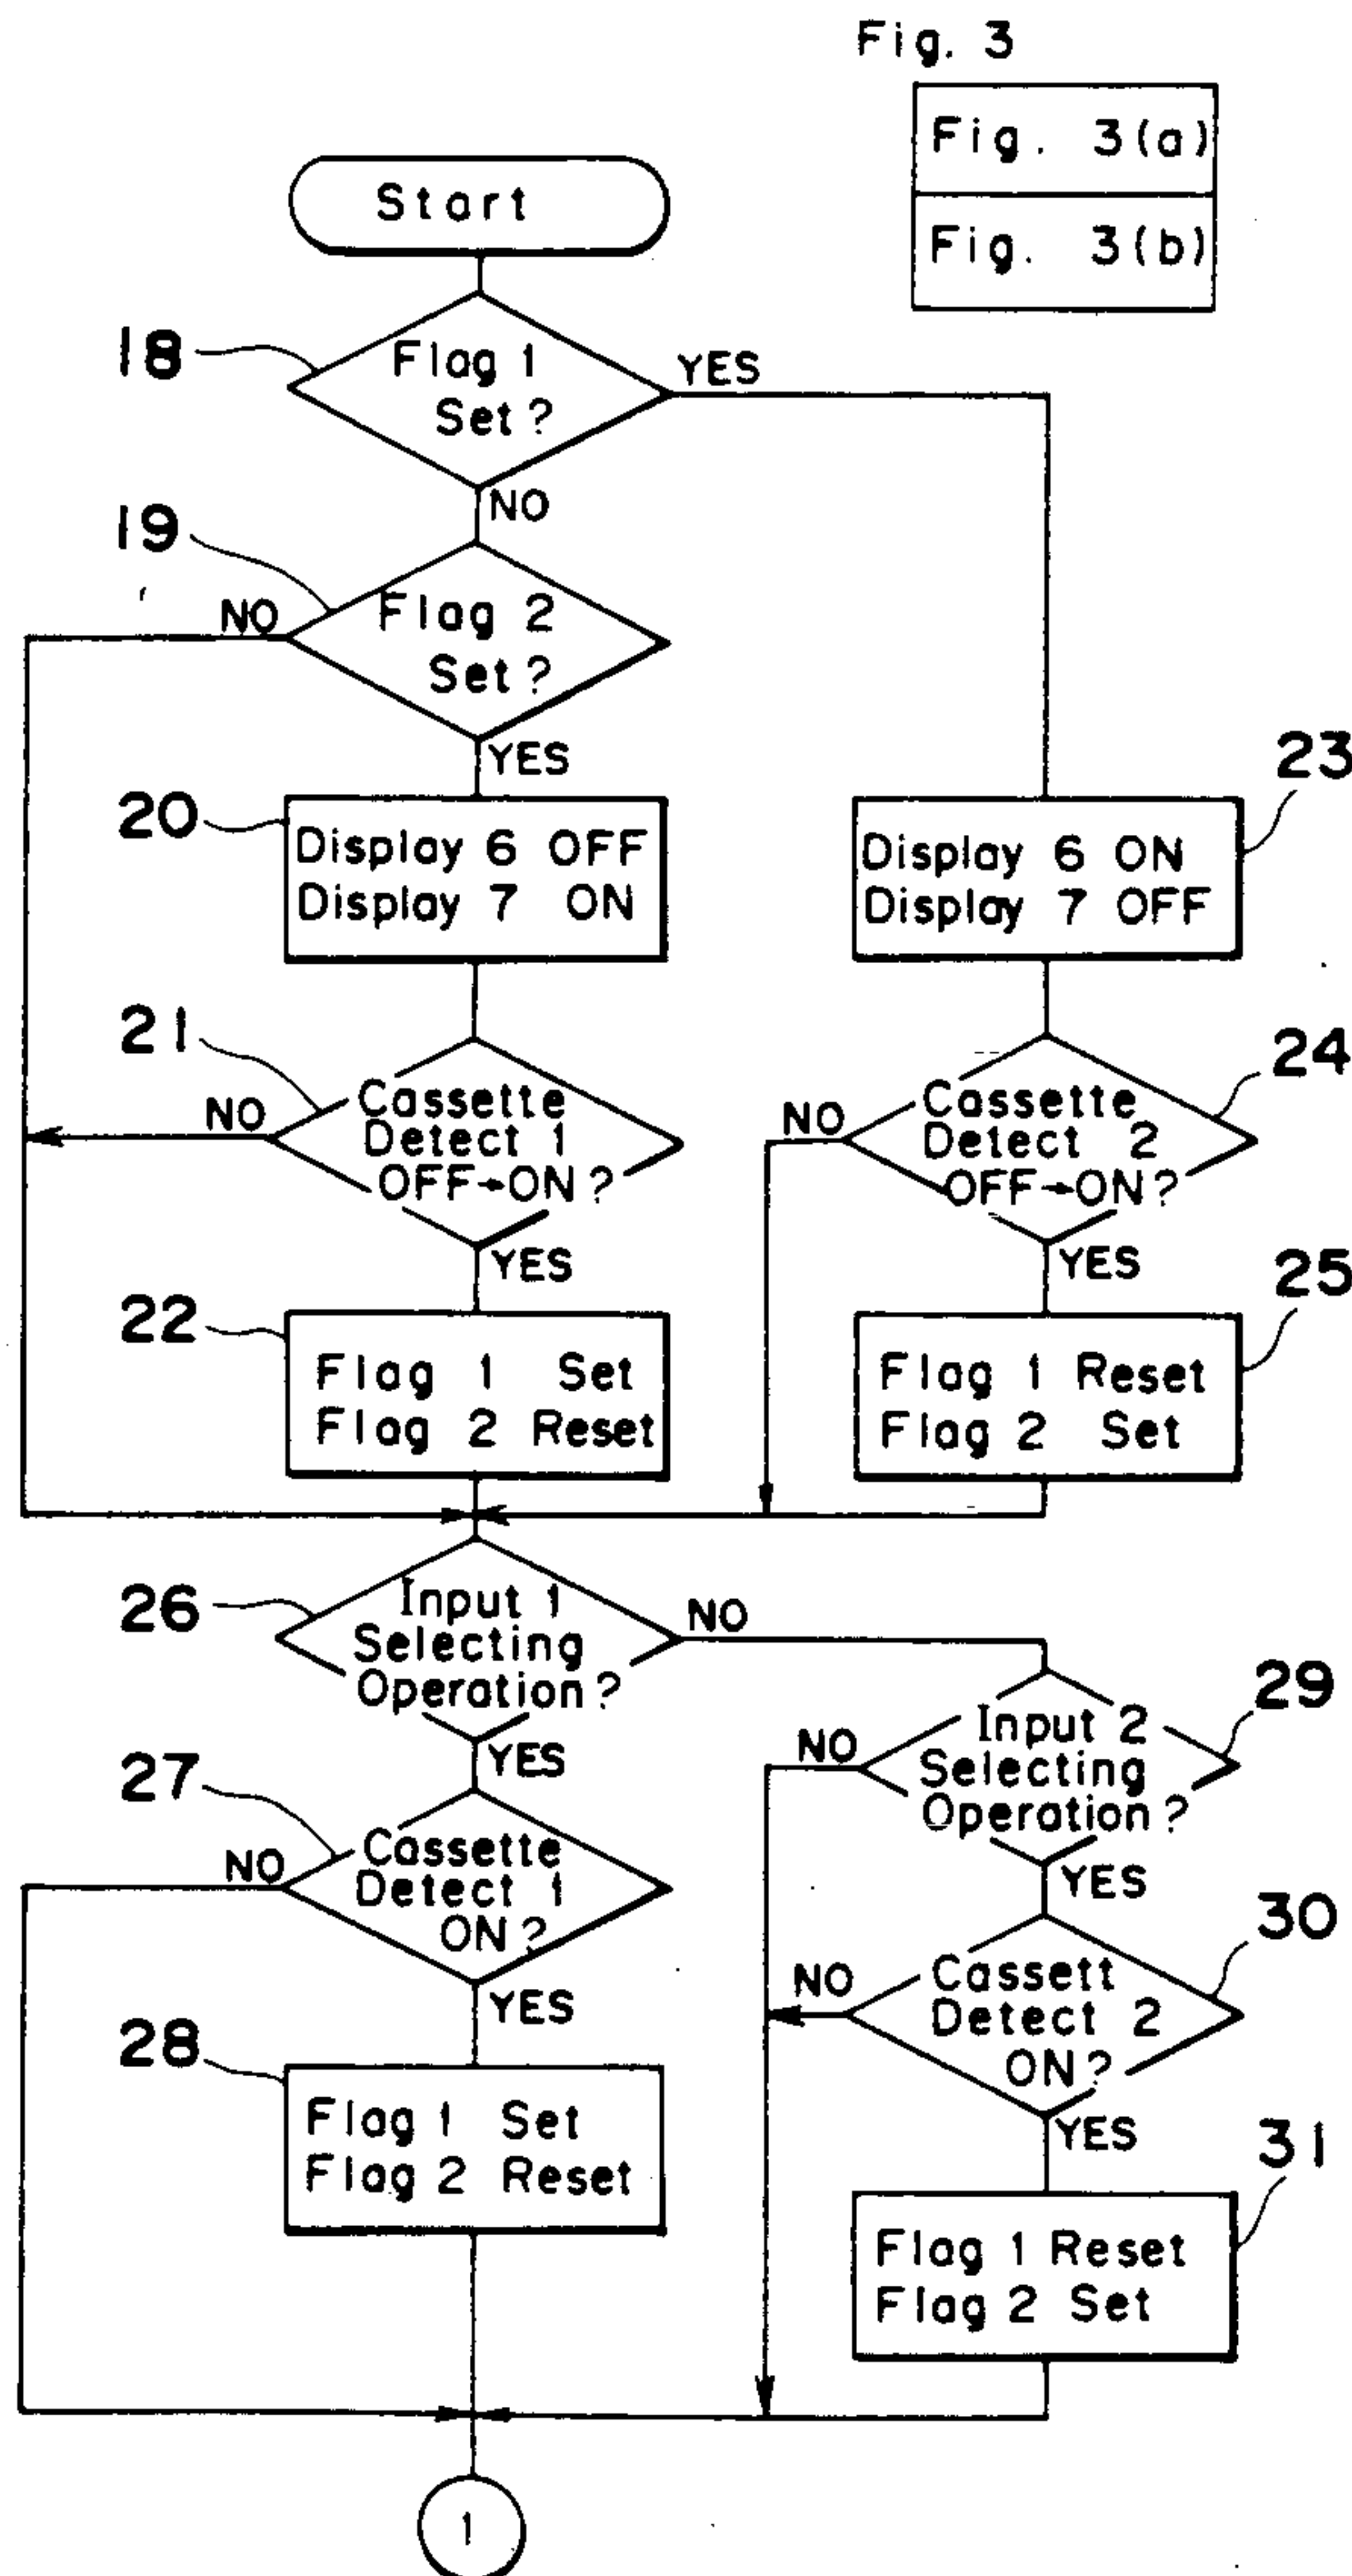 Fig. 3
Fig. 3(a)
Fig. 3(b)
Start
18
Flag 1
Set?
YES
NO
19
NO
Flag 2
Set?
YES
20
Display 6 OFF
Display 7 ON
23
Display 6 ON
Display 7 OFF
21
NO
Cassette
Detect 1
OFF→ON?
YES
24
NO
Cassette
Detect 2
OFF→ON?
YES
22
Flag 1 Set
Flag 2 Reset
25
Flag 1 Reset
Flag 2 Set
26
Input 1
Selecting
Operation?
NO
YES
29
NO
Input 2
Selecting
Operation?
YES
27
NO
Cassette
Detect 1
ON?
YES
30
NO
Cassett
Detect 2
ON?
YES
28
Flag 1 Set
Flag 2 Reset
31
Flag 1 Reset
Flag 2 Set
1